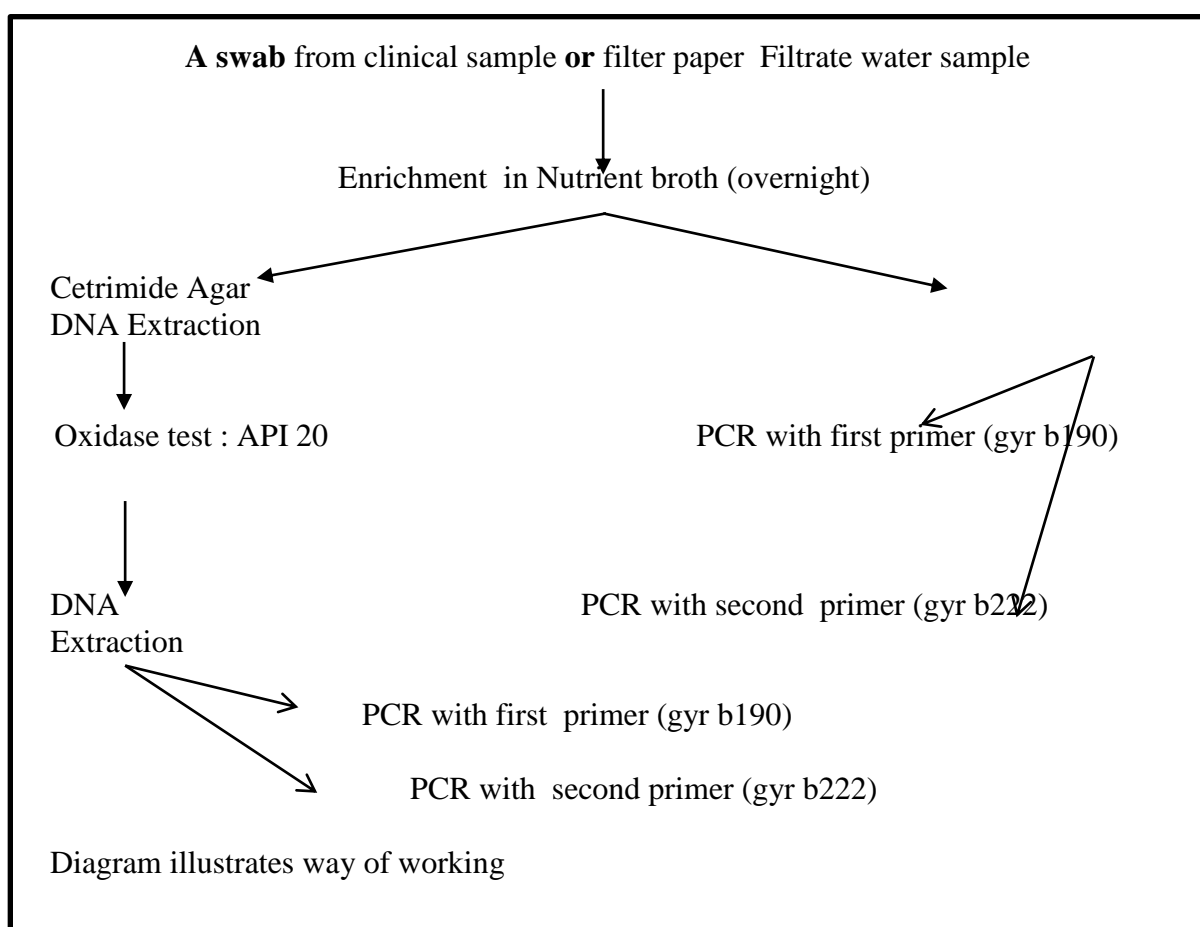 A swab from clinical sample or filter paper Filtrate water sample
Enrichment in Nutrient broth (overnight)
Cetrimide Agar
DNA Extraction
Oxidase test : API 20
PCR with first primer (gyr b190)
DNA
Extraction
PCR with second primer (gyr b222)
PCR with first primer (gyr b190)
PCR with second primer (gyr b222)
Diagram illustrates way of working